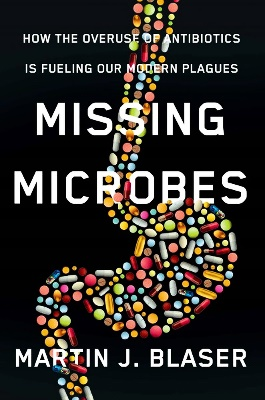 HOW THE OVERUSE OF ANTIBIOTICS
IS FUELING OUR MODERN PLAGUES
MISSING
MICROBES
MARTIN J. BLASER